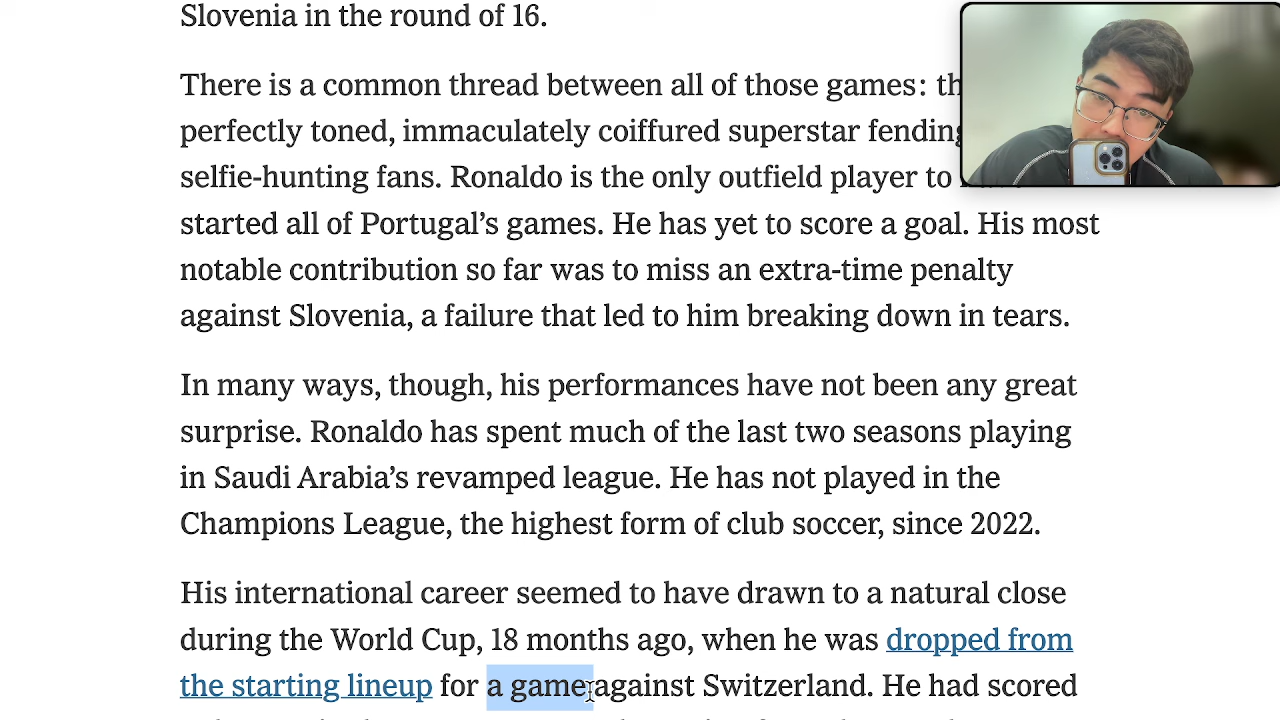 Slovenia in the round of 16.
There is a common thread between all of those games:
perfectly toned, immaculately coiffured superstar fending
selfie-hunting fans. Ronaldo is the only outfield player to
started all of Portugal’s games. He has yet to score a goal. His most
notable contribution so far was to miss an extra-time penalty
against Slovenia, a failure that led to him breaking down in tears.
In many ways, though, his performances have not been any great
surprise. Ronaldo has spent much of the last two seasons playing
in Saudi Arabia’s revamped league. He has not played in the
Champions League, the highest form of club soccer, since 2022.
His international career seemed to have drawn to a natural close
during the World Cup, 18 months ago, when he was dropped from
the starting lineup for a game against Switzerland. He had scored